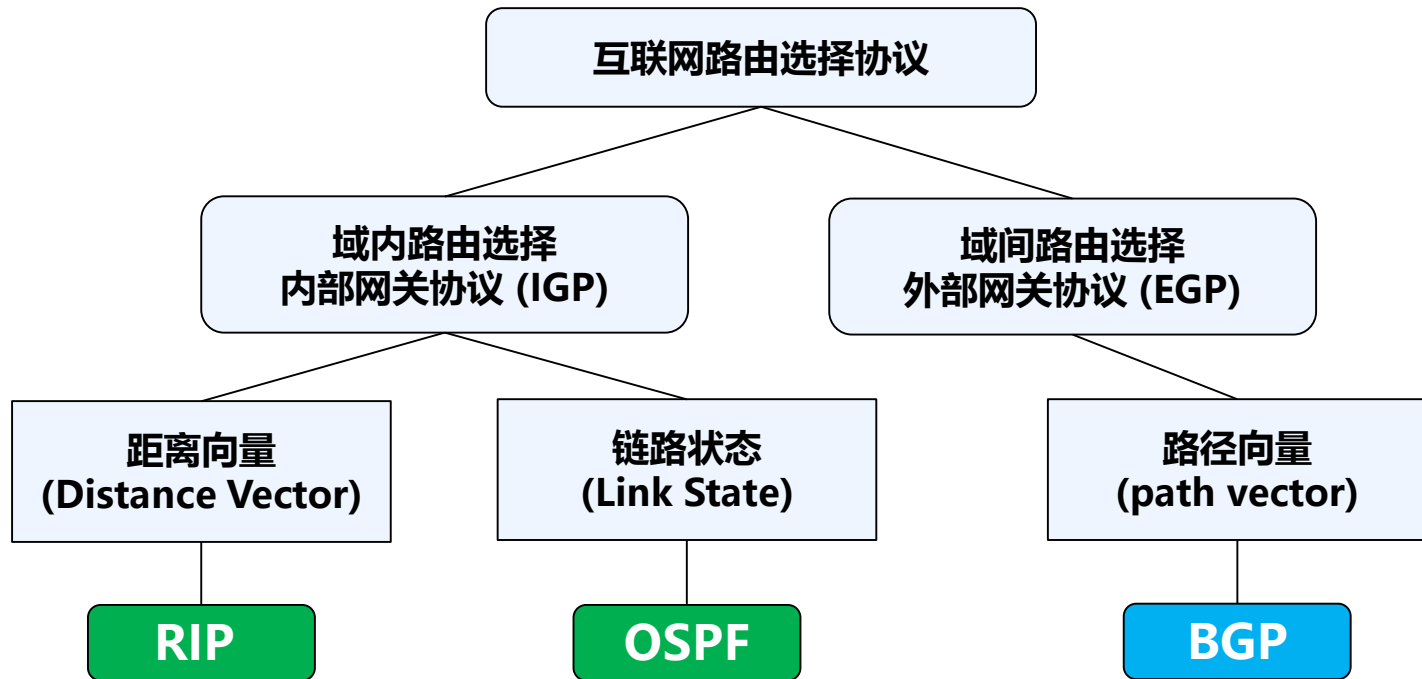 互联网路由选择协议
域内路由选择
内部网关协议 (IGP)
域间路由选择
外部网关协议 (EGP)
距离向量
(Distance Vector)
链路状态
(Link State)
路径向量
(path vector)
RIP
OSPF
BGP